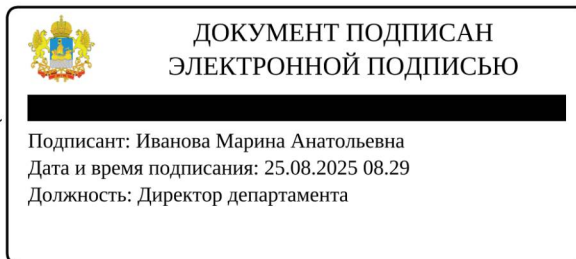 ДОКУМЕНТ ПОДПИСАН
ЭЛЕКТРОННОЙ ПОДПИСЬЮ
Подписант: Иванова Марина Анатольевна
Дата и время подписания: 25.08.2025 08.29
Должность: Директор департамента